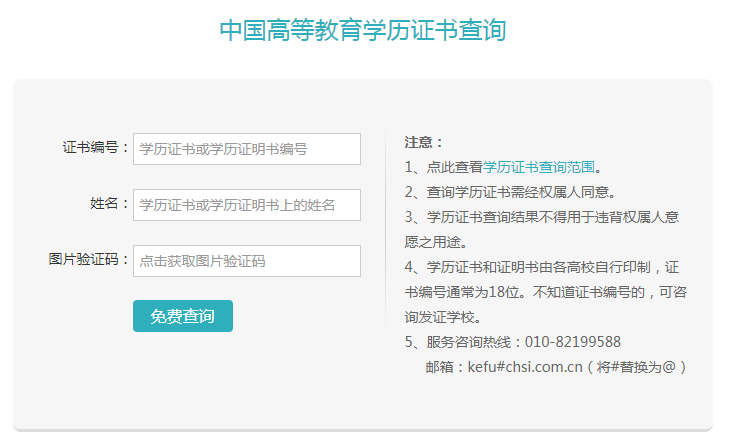 中国高等教育学历证书查询
证书编号：
学历证书或学历证明书编号
姓名：
学历证书或学历证明书上的姓名
图片验证码：
点击获取图片验证码
免费查询
注意：
1、点此查看学历证书查询范围。
2、查询学历证书需经权属人同意。
3、学历证书查询结果不得用于违背权属人意
愿之用途。
4、学历证书和证明书由各高校自行印制，证
书编号通常为18位。不知道证书编号的，可咨
询发证学校。
5、服务咨询热线：010-82199588
邮箱：kefu#chsi.com.cn（将#替换为@）